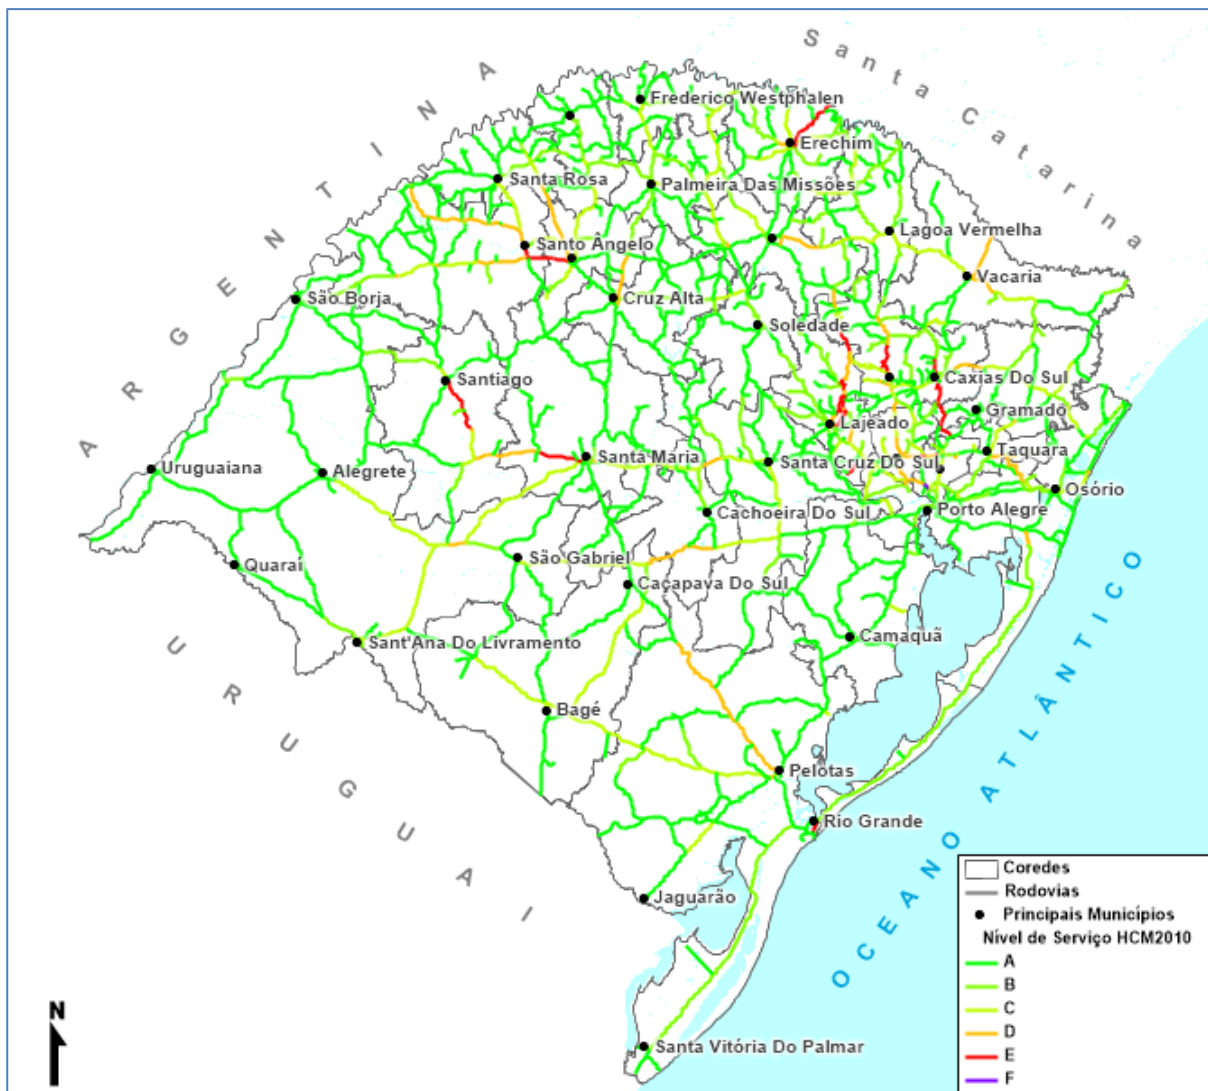 Santa Catarina
ARGENTINA
Frederico Westphalen
Erechim
Santa Rosa
Palmeira Das Missões
Lagoa Vermelha
Santo Ângelo
Vacaria
São Borja
Cruz Alta
Soledade
Santiago
Caxias Do Sul
Gramado
Lajeado
Taquara
Uruguaiana
Alegrete
Santa Maria
Santa Cruz Do Sul
Osório
Cachoeira Do Sul
Porto Alegre
Quaraí
São Gabriel
Caçapava Do Sul
Sant'Ana Do Livramento
Camaquã
URUGUAI
Bagé
OCEANO ATLÂNTICO
Pelotas
Rio Grande
Jaguarão
Santa Vitória Do Palmar
N
Coredes
Rodovias
Principais Municípios
Nível de Serviço HCM2010
A
B
C
D
E
F